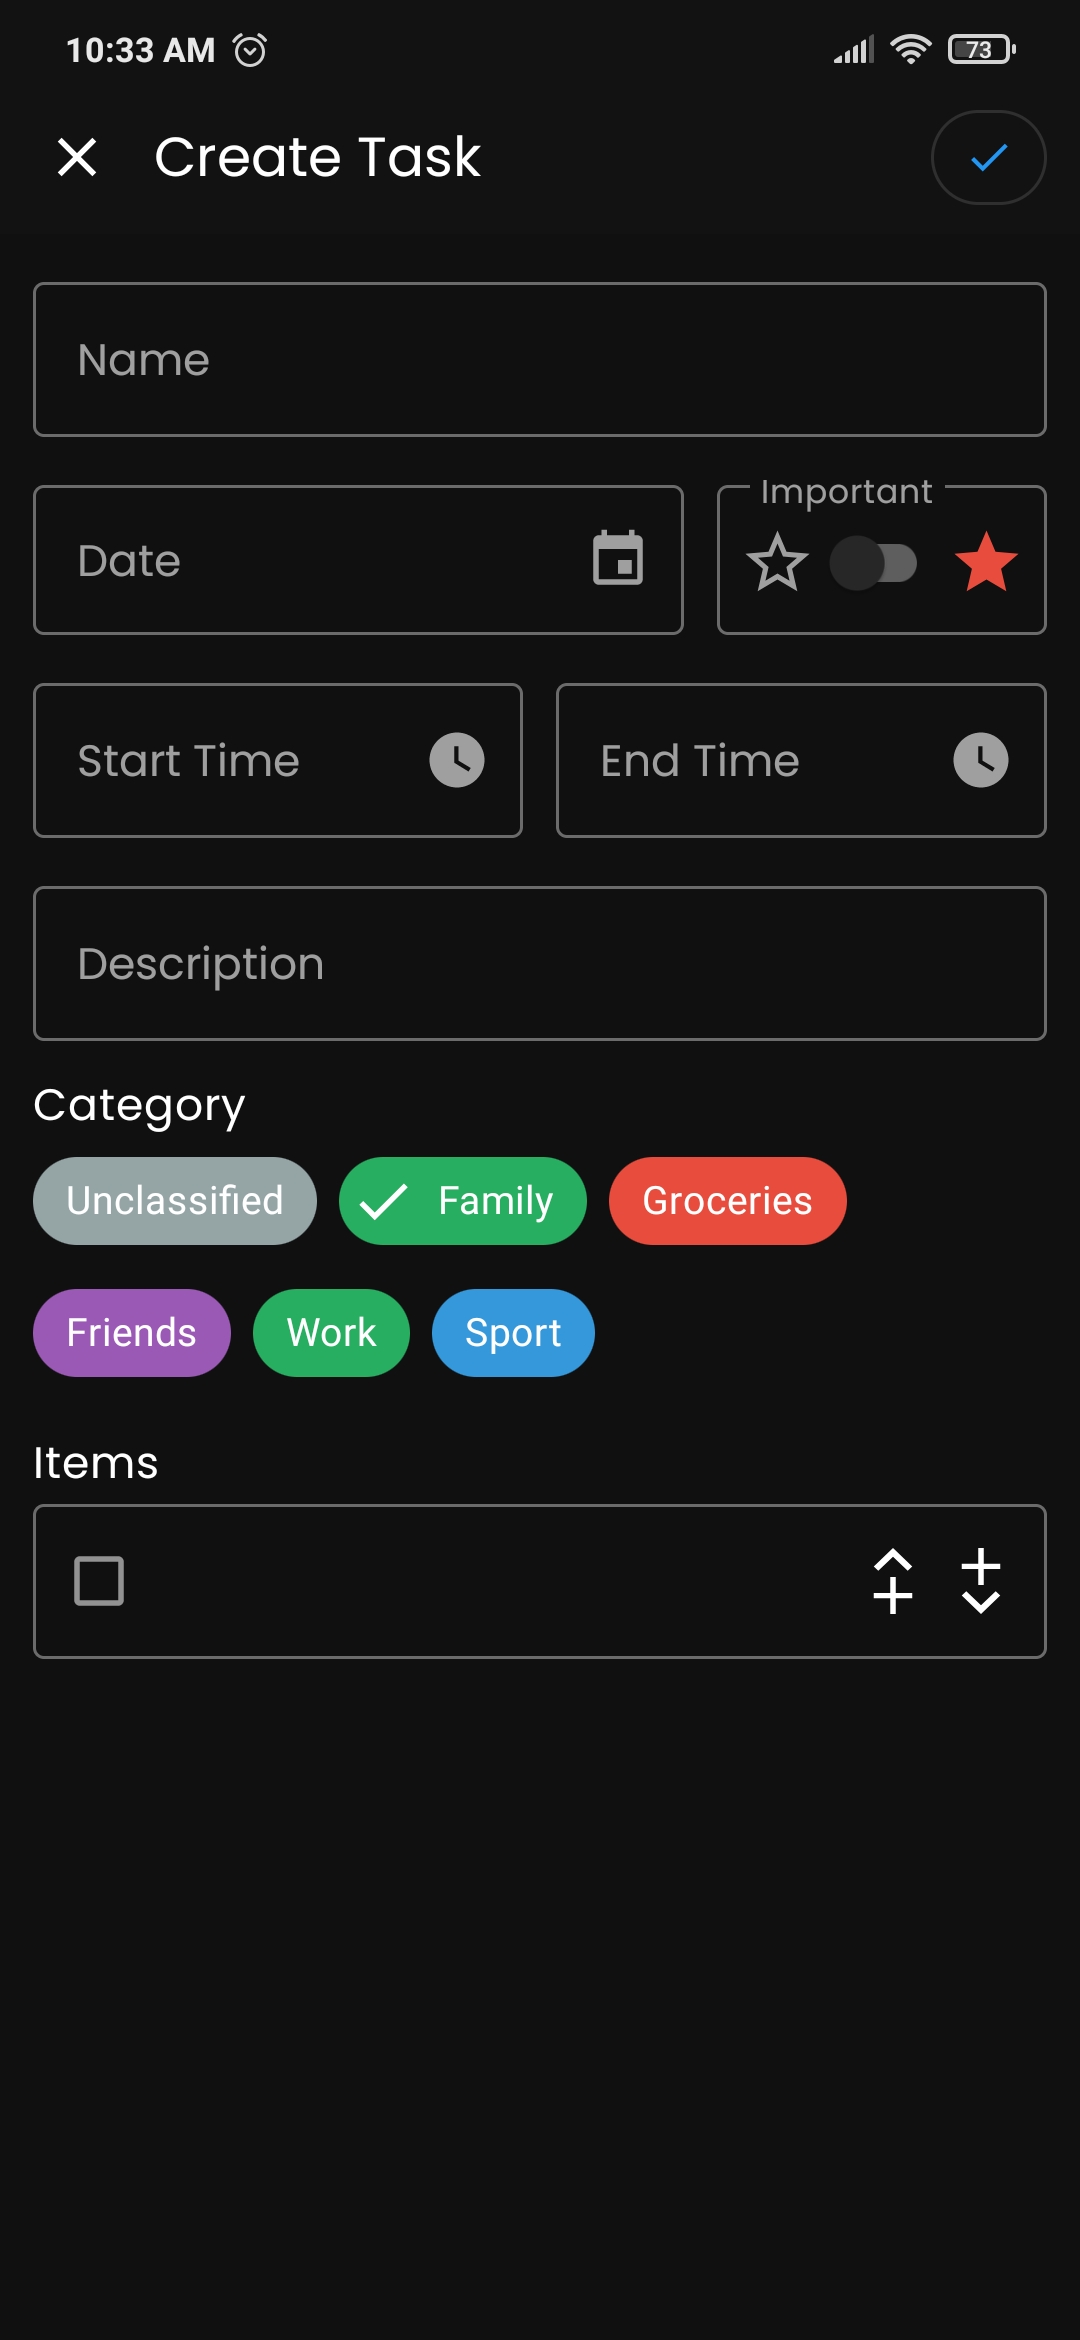 10:33 AM 73
Create Task
Name
Important
Date
Start Time End Time
Description
Category
Unclassified Family Groceries
Friends Work Sport
Items